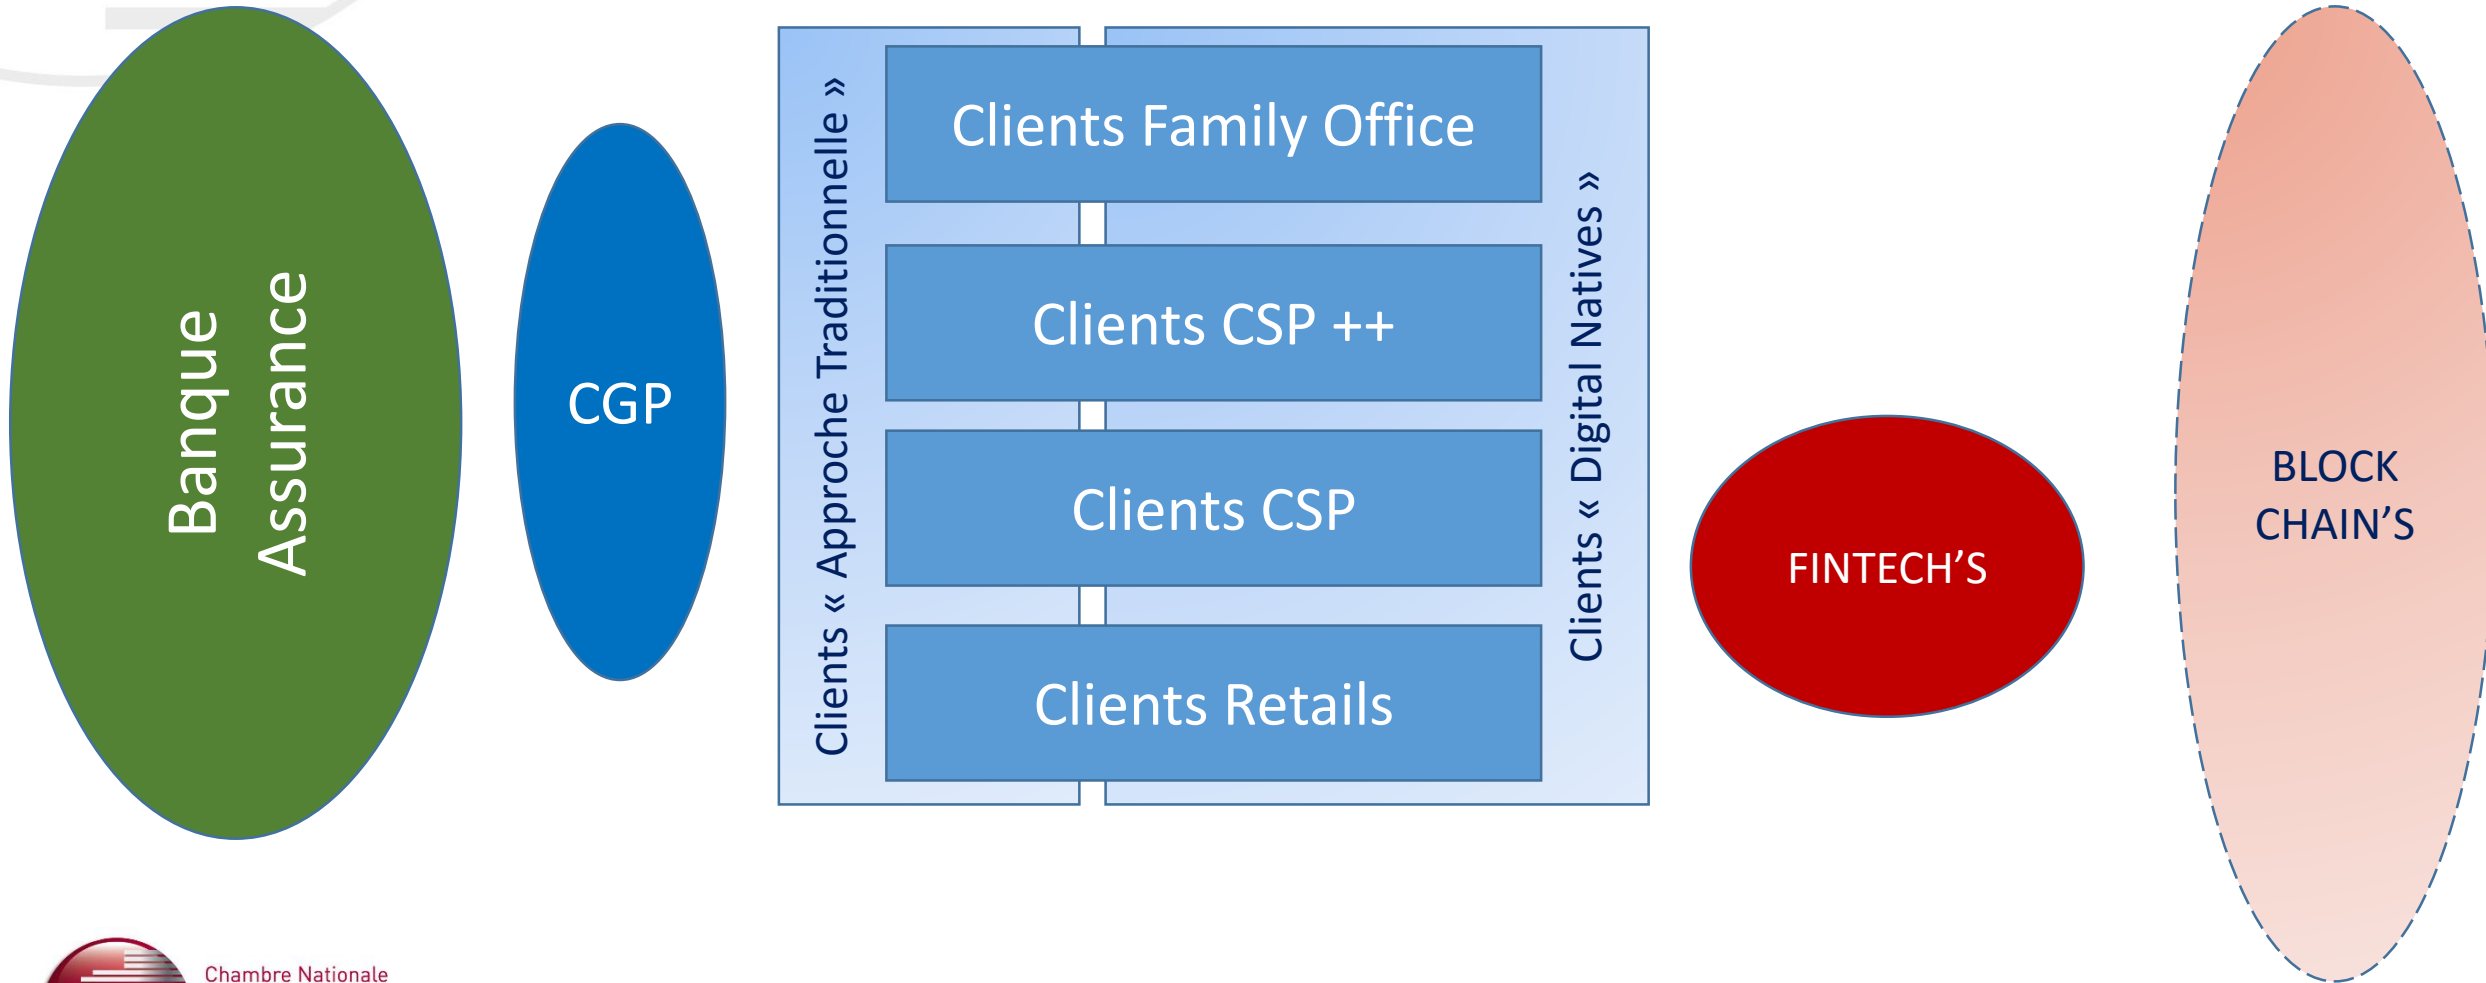 Banque
Assurance
CGP
Clients « Approche Traditionnelle »
Clients Family Office
Clients CSP ++
Clients CSP
Clients Retails
Clients « Digital Natives »
FINTECH’S
BLOCK
CHAIN’S
Chambre Nationale